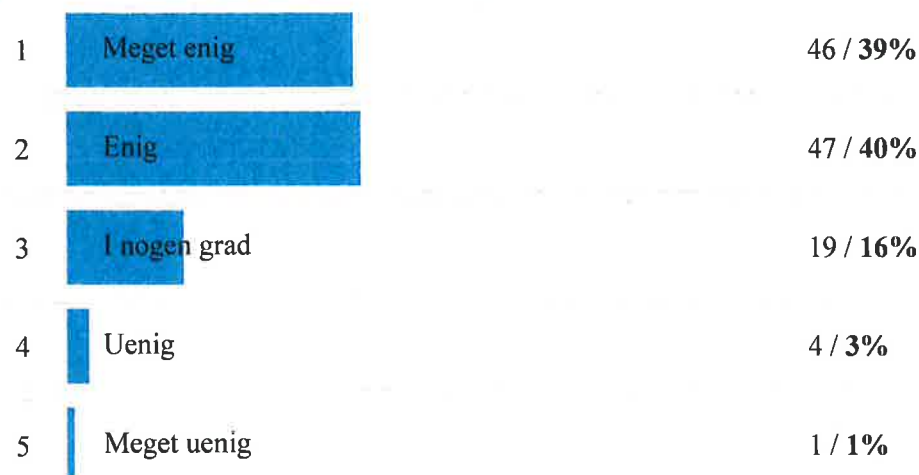 1 Meget enig 46 / 39%
2 Enig 47 / 40%
3 I nogen grad 19 / 16%
4 Uenig 4 / 3%
5 Meget uenig 1 / 1%